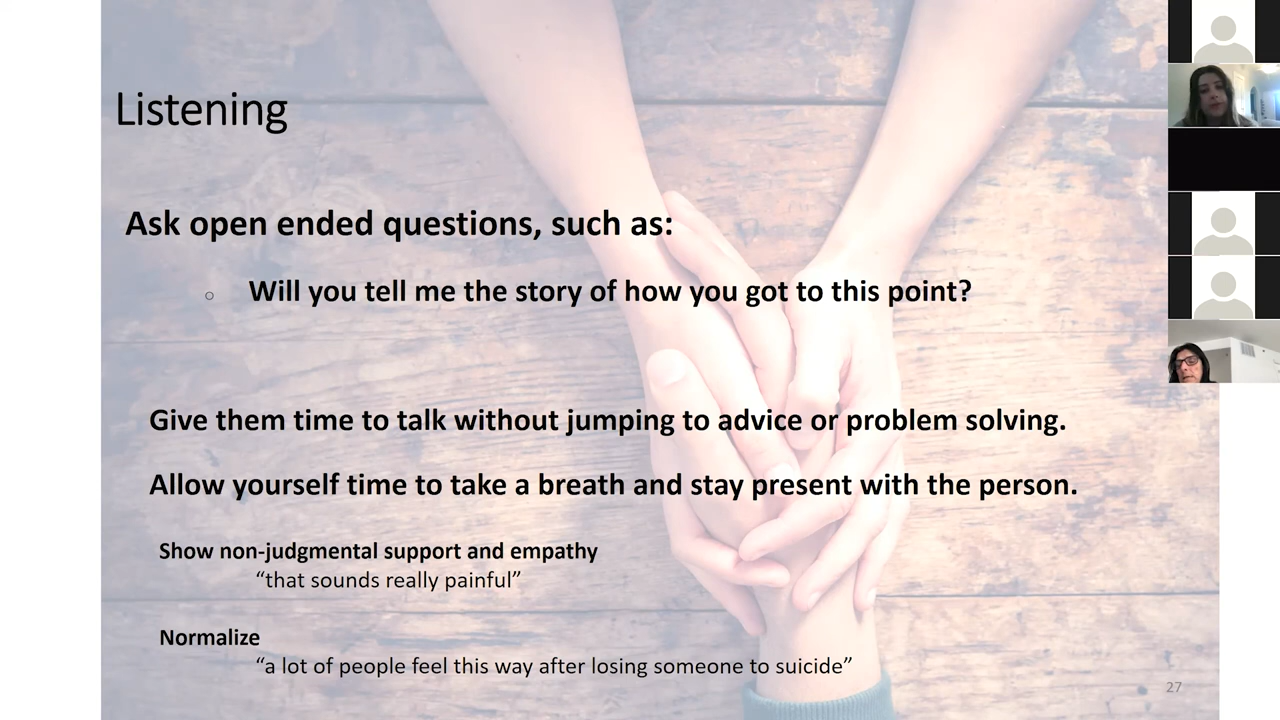 Listening
Ask open ended questions, such as:
○ Will you tell me the story of how you got to this point?
Give them time to talk without jumping to advice or problem solving.
Allow yourself time to take a breath and stay present with the person.
Show non-judgmental support and empathy
“that sounds really painful”
Normalize
“a lot of people feel this way after losing someone to suicide”
27